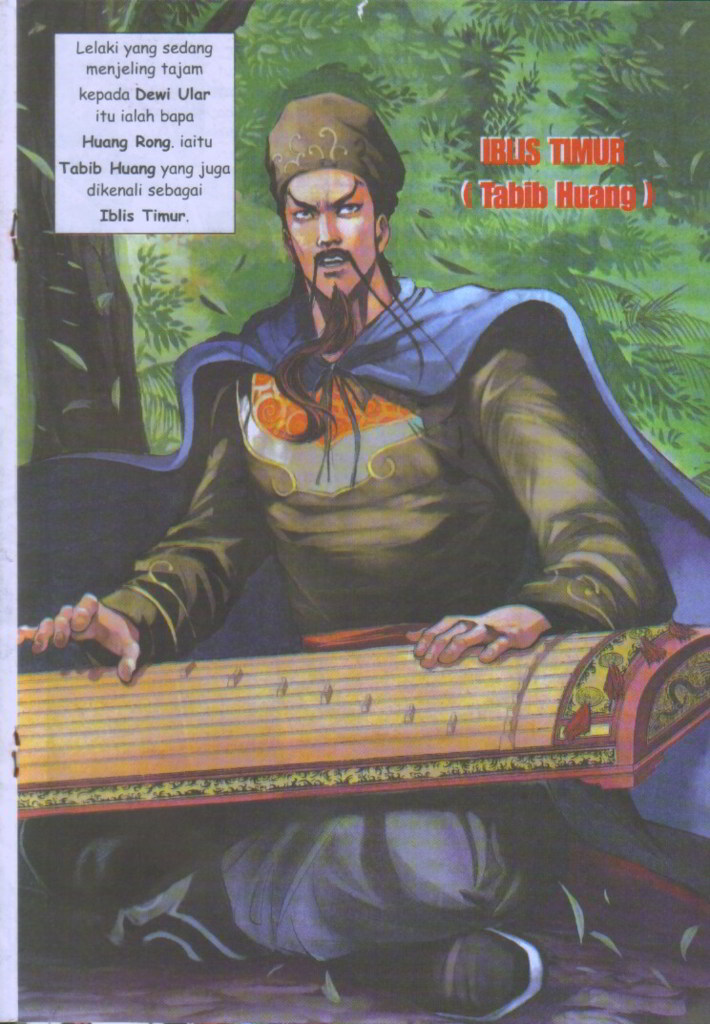 Lelaki yang sedang
menjeling tajam
kepada Dewi Ular
itu ialah bapa
Huang Rong. iaitu
Tabib Huang yang juga
dikenali sebagai
Iblis Timur.
IBLIS TIMUR
( Tabib Huang )